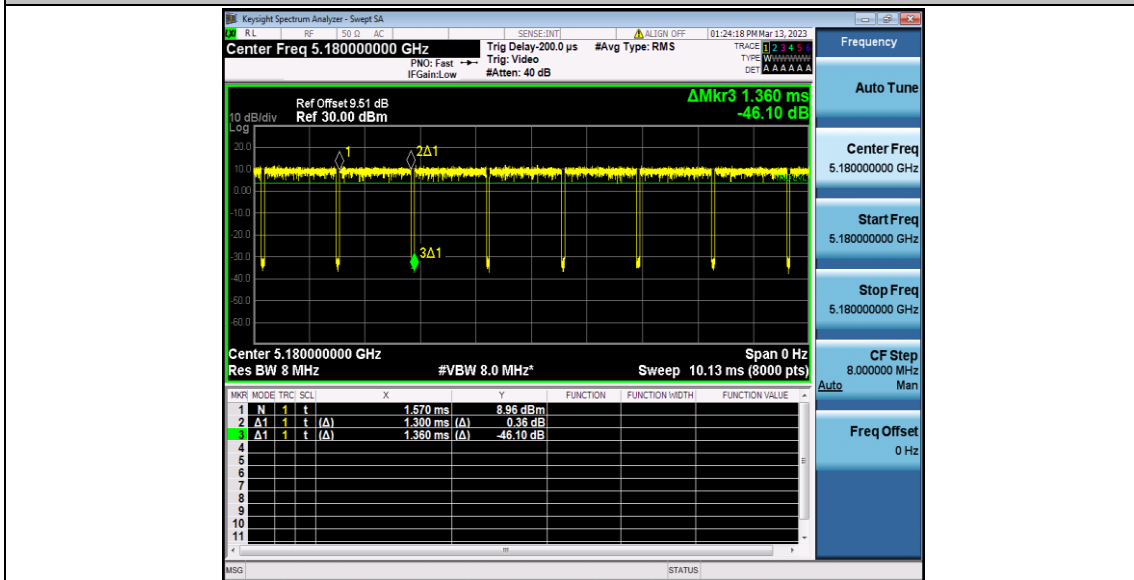 Keysight Spectrum Analyzer - Swept SA
RL RF 50 Ω AC SENSE:INT ALIGN OFF 01:24:18 PM Mar 13, 2023
Center Freq 5.180000000 GHz Trig Delay-200.0 µs #Avg Type: RMS TRACE 1 2 3 4 5 6
PNO: Fast Trig: Video TYPE WWWWWW
IFGain:Low #Atten: 40 dB DET A A A A A A
Frequency
Auto Tune
ΔMkr3 1.360 ms
-46.10 dB
Ref Offset 9.51 dB
10 dB/div Ref 30.00 dBm
Log
20.0
10.0
0.00
-10.0
-20.0
-30.0
-40.0
-50.0
-60.0
1
2Δ1
3Δ1
Center 5.180000000 GHz Span 0 Hz
Res BW 8 MHz #VBW 8.0 MHz* Sweep 10.13 ms (8000 pts)
MKR MODE TRC SCL X Y FUNCTION FUNCTION WIDTH FUNCTION VALUE
1 N 1 t 1.570 ms 8.96 dBm
2 Δ1 1 t (Δ) 1.300 ms (Δ) 0.36 dB
3 Δ1 1 t (Δ) 1.360 ms (Δ) -46.10 dB
4
5
6
7
8
9
10
11
Center Freq
5.180000000 GHz
Start Freq
5.180000000 GHz
Stop Freq
5.180000000 GHz
CF Step
8.000000 MHz
Auto Man
Freq Offset
0 Hz
MSG STATUS